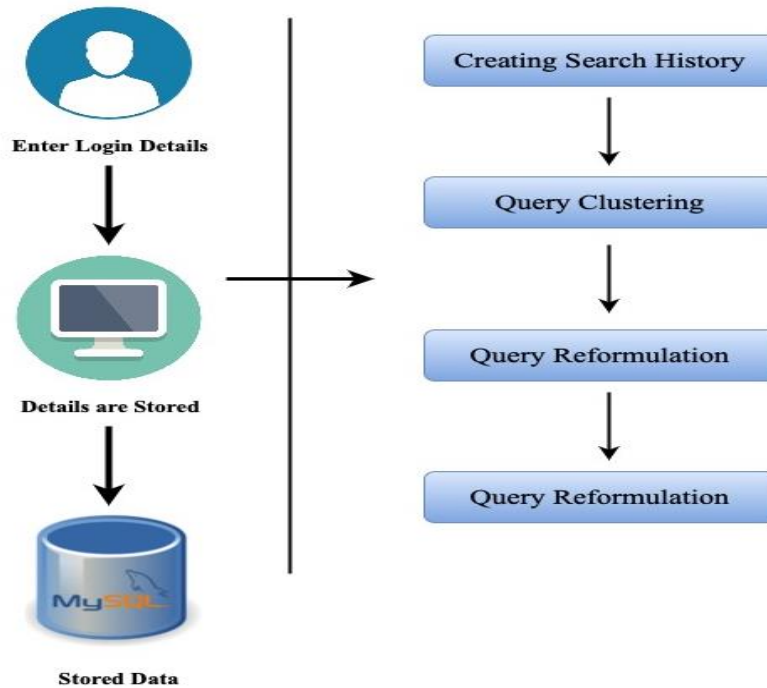 Enter Login Details
Details are Stored
MySQL
Stored Data
Creating Search History
Query Clustering
Query Reformulation
Query Reformulation